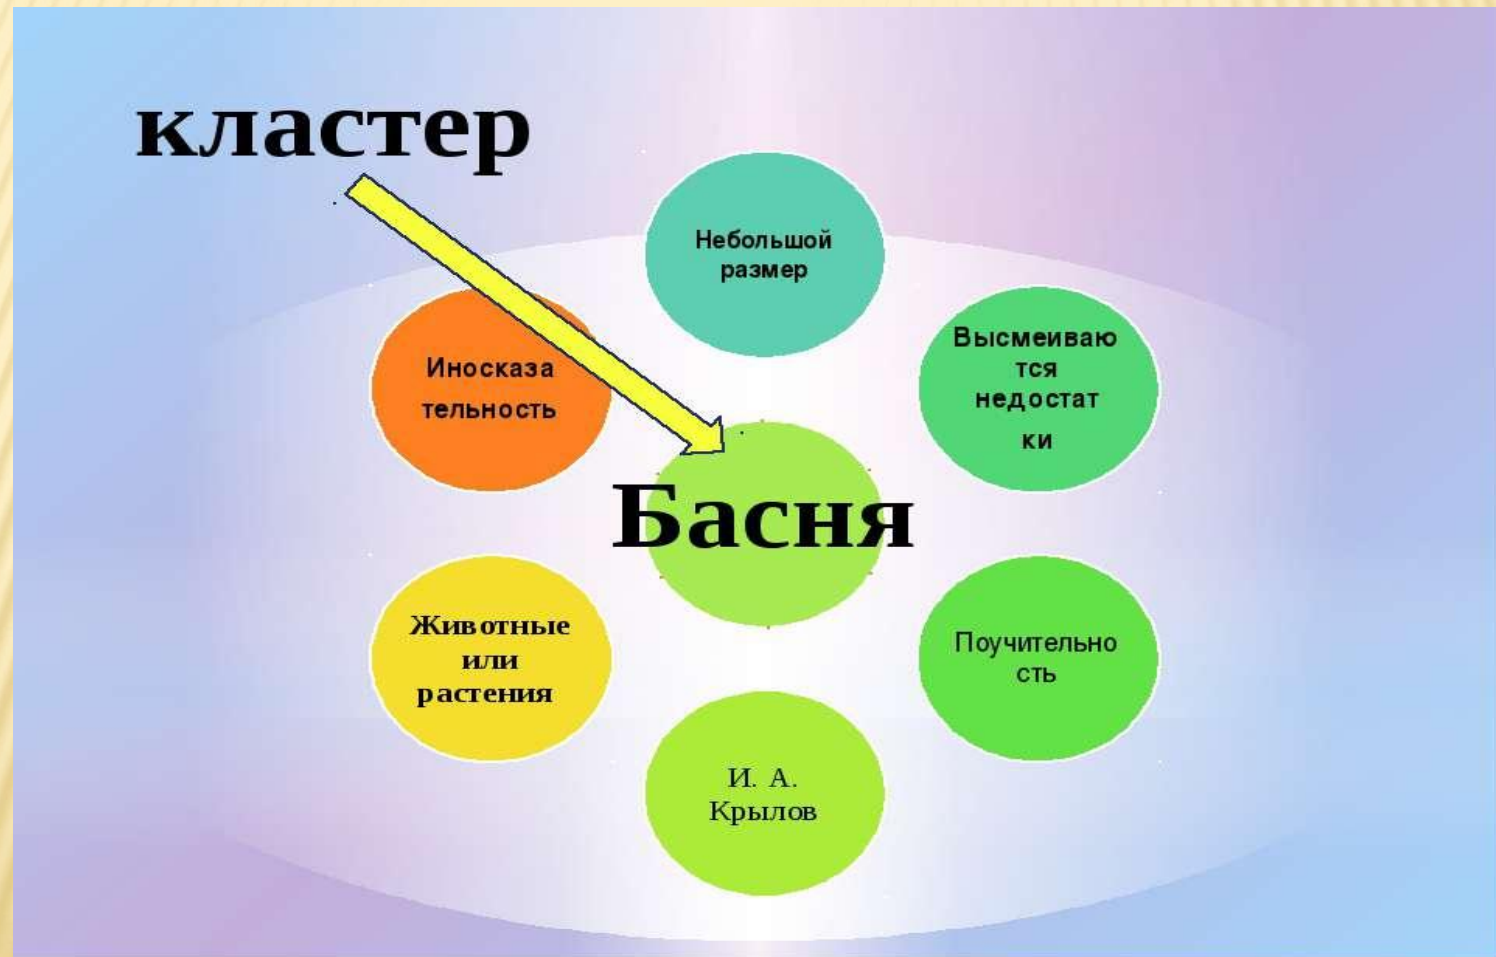 кластер
Небольшой
размер
Высмеиваю
тся
недостат
ки
Иносказа
тельность
Басня
Животные
или
растения
Поучительно
сть
И. А.
Крылов